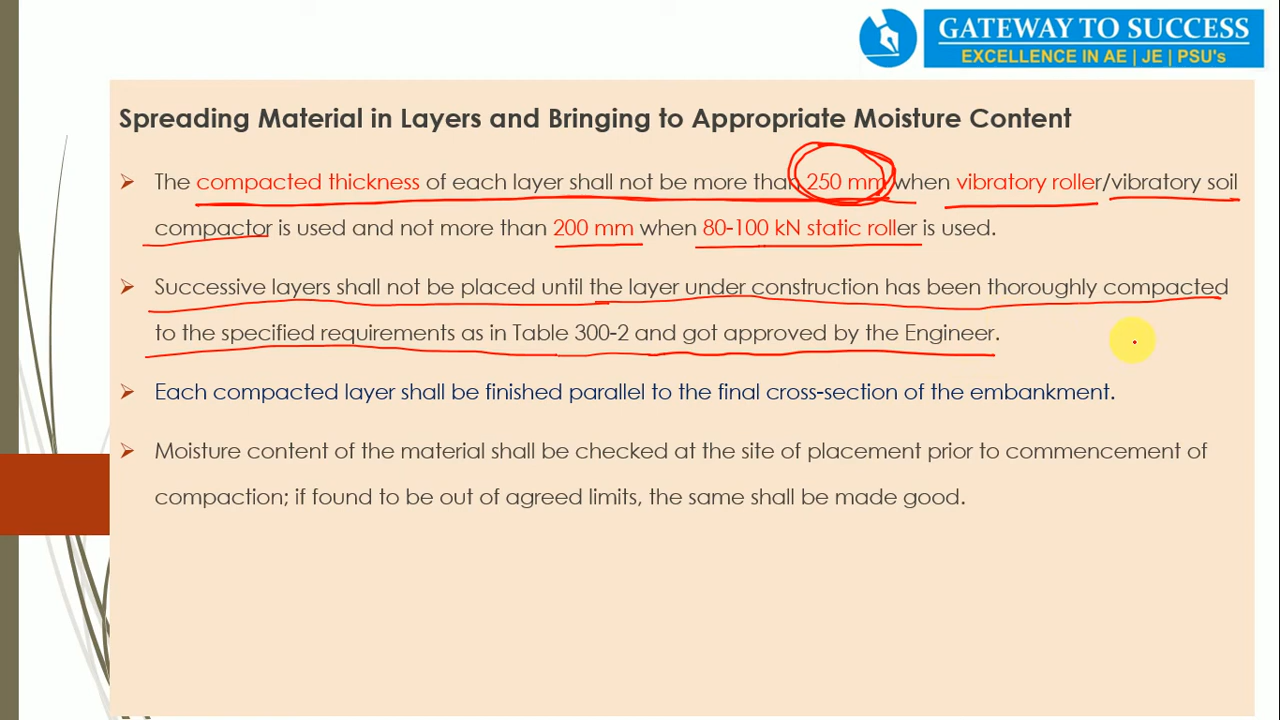 GATEWAY TO SUCCESS
EXCELLENCE IN AE | JE | PSU's
Spreading Material in Layers and Bringing to Appropriate Moisture Content
The compacted thickness of each layer shall not be more than 250 mm when vibratory roller/vibratory soil
compactor is used and not more than 200 mm when 80-100 kN static roller is used.
Successive layers shall not be placed until the layer under construction has been thoroughly compacted
to the specified requirements as in Table 300-2 and got approved by the Engineer.
Each compacted layer shall be finished parallel to the final cross-section of the embankment.
Moisture content of the material shall be checked at the site of placement prior to commencement of
compaction; if found to be out of agreed limits, the same shall be made good.